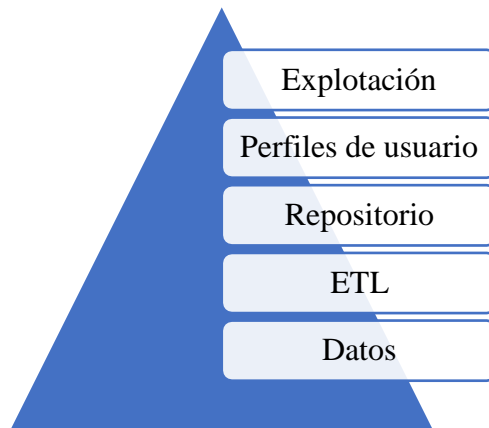 Explotación
Perfiles de usuario
Repositorio
ETL
Datos